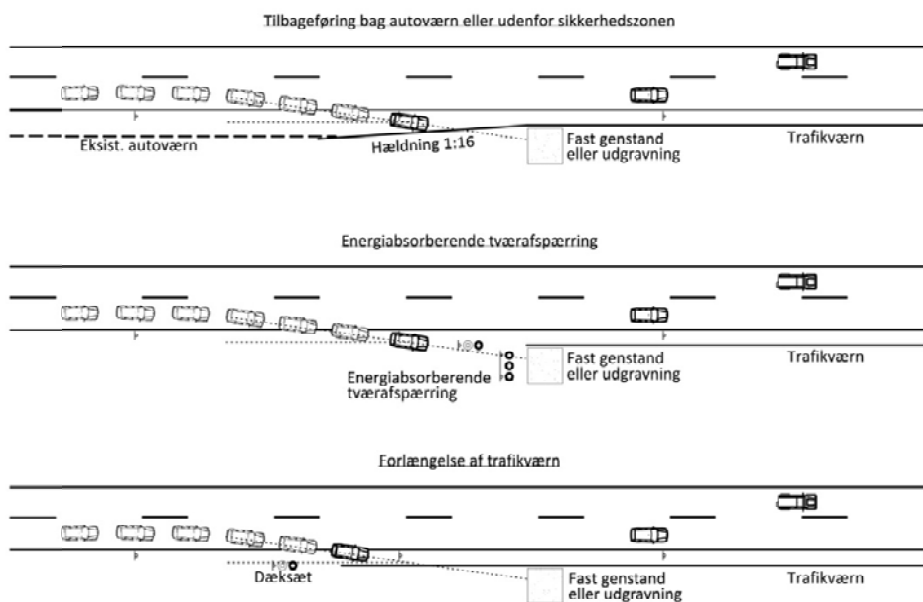 Tilbageføring bag autoværn eller udenfor sikkerhedszonen
Eksist. autoværn
Hældning 1:16
Fast genstand
eller udgravning
Trafikværn
Energiabsorberende tværafspærring
Energiabsorberende
tværafspærring
Fast genstand
eller udgravning
Trafikværn
Forlængelse af trafikværn
Dæksæt
Fast genstand
eller udgravning
Trafikværn